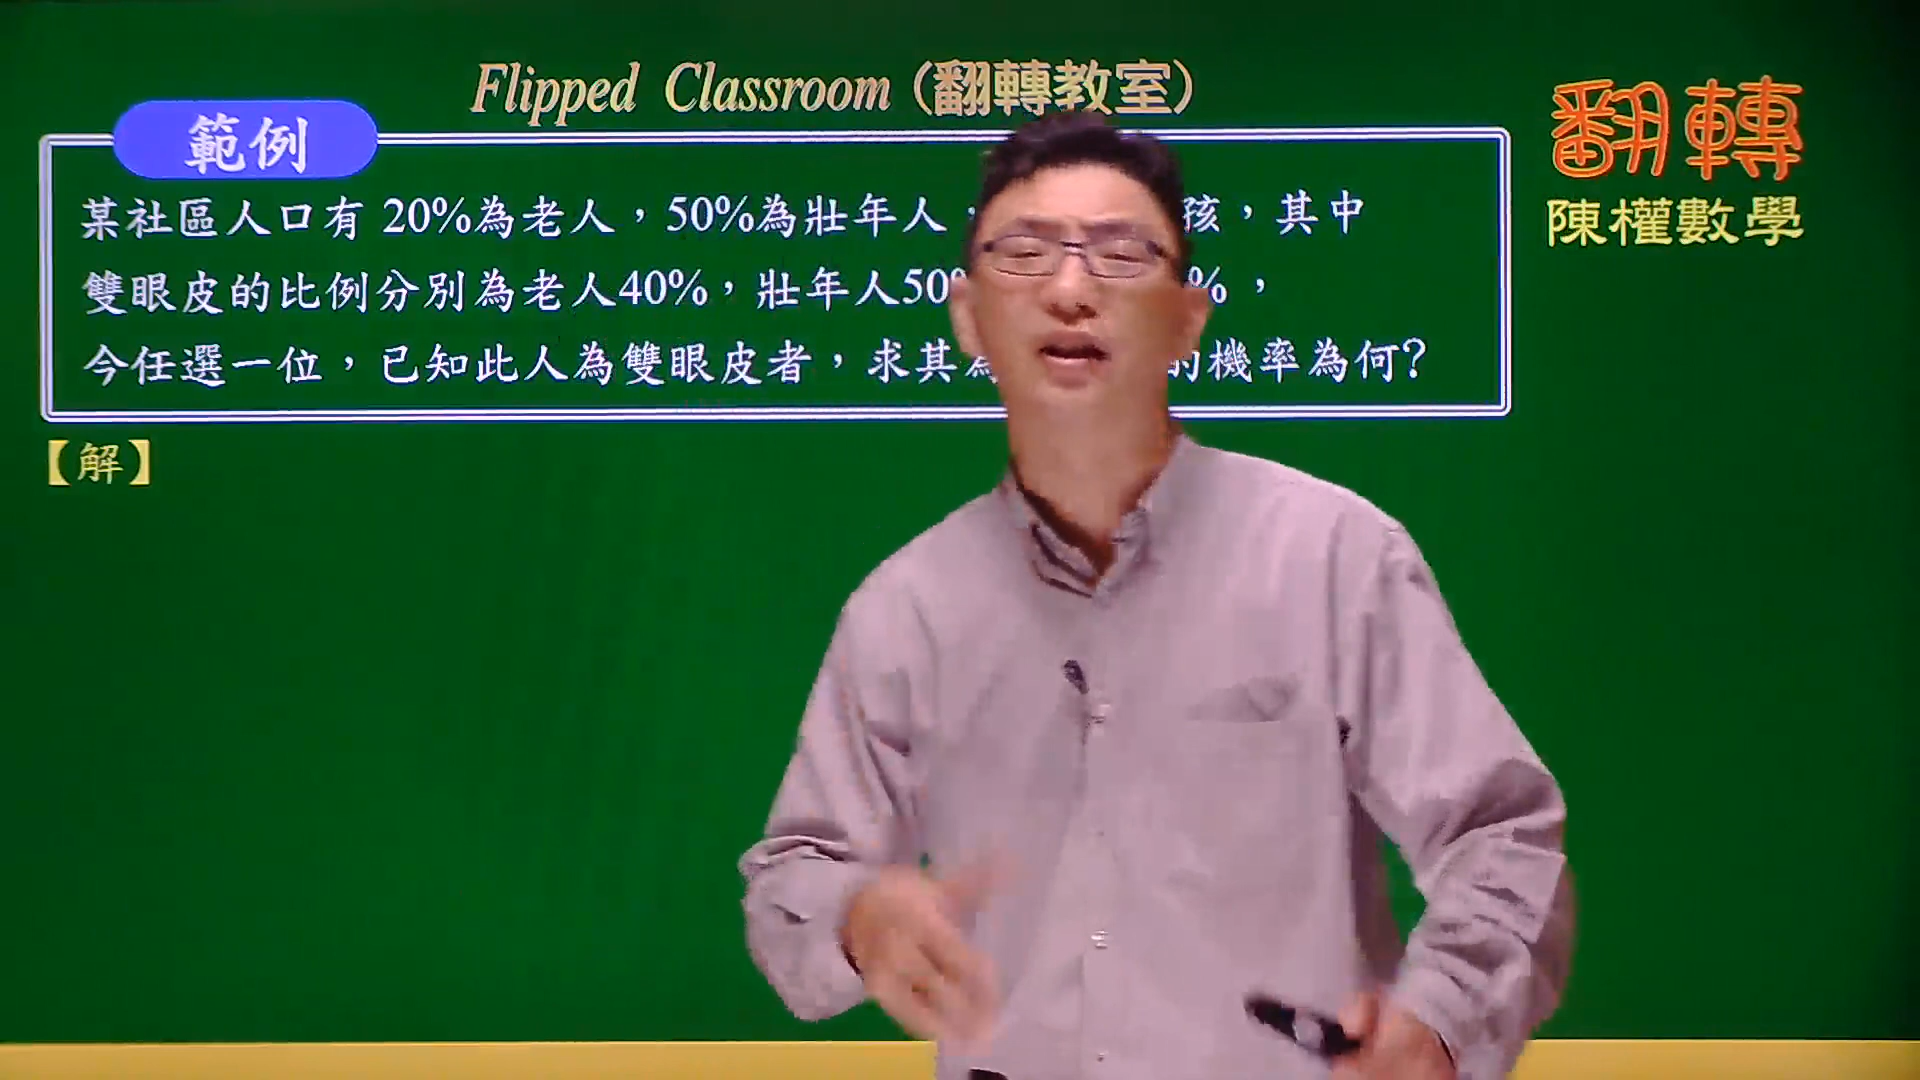 Flipped Classroom (翻轉教室)
翻轉
陳權數學
範例
某社區人口有 20%為老人，50%為壯年人， 孩，其中
雙眼皮的比例分別為老人40%，壯年人50 %，
今任選一位，已知此人為雙眼皮者，求其為 的機率為何?
【解】